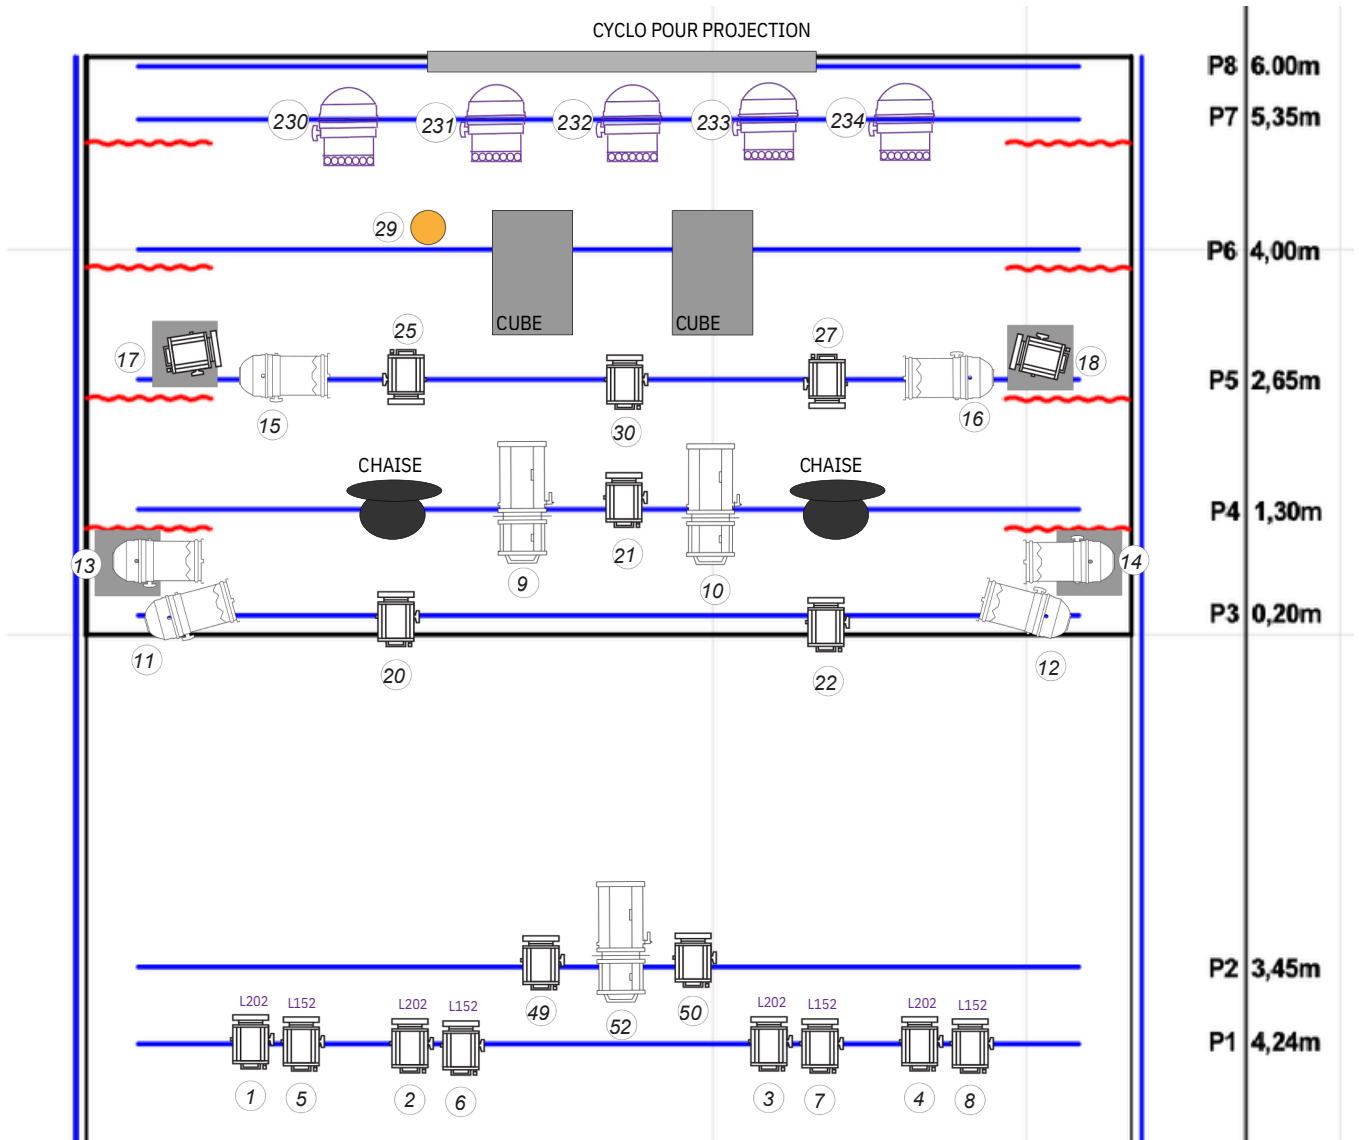 CYCLO POUR PROJECTION
P8 6.00m
230 231 232 233 234 P7 5,35m
29 P6 4,00m
CUBE CUBE
25 27
17 18
P5 2,65m
15 16
30
CHAISE CHAISE
P4 1,30m
21
13 14
9 10
P3 0,20m
11 12
20 22
P2 3,45m
L202 L152 L202 L152 L202 L152 L202 L152
49 52 50
P1 4,24m
1 5 2 6 3 7 4 8